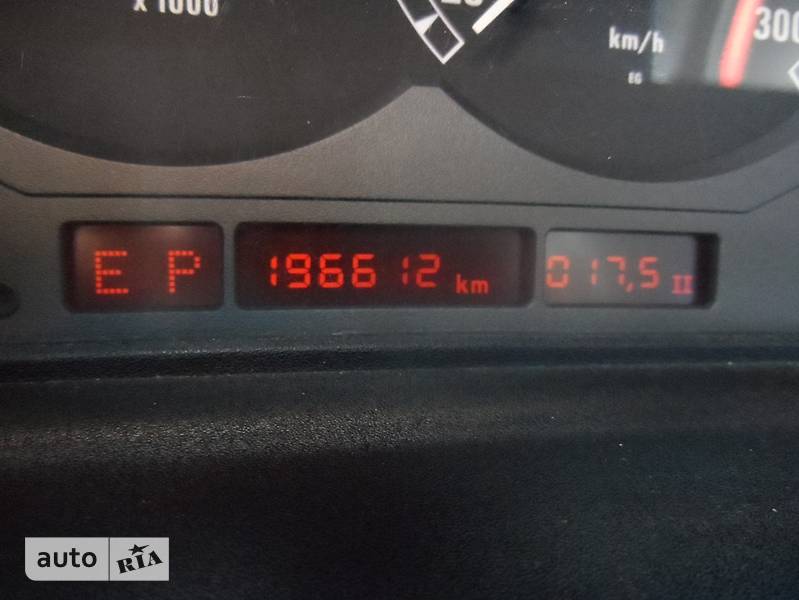 x 1000
km/h
300
EG
E P
196612 km
017,5 II
auto RIA